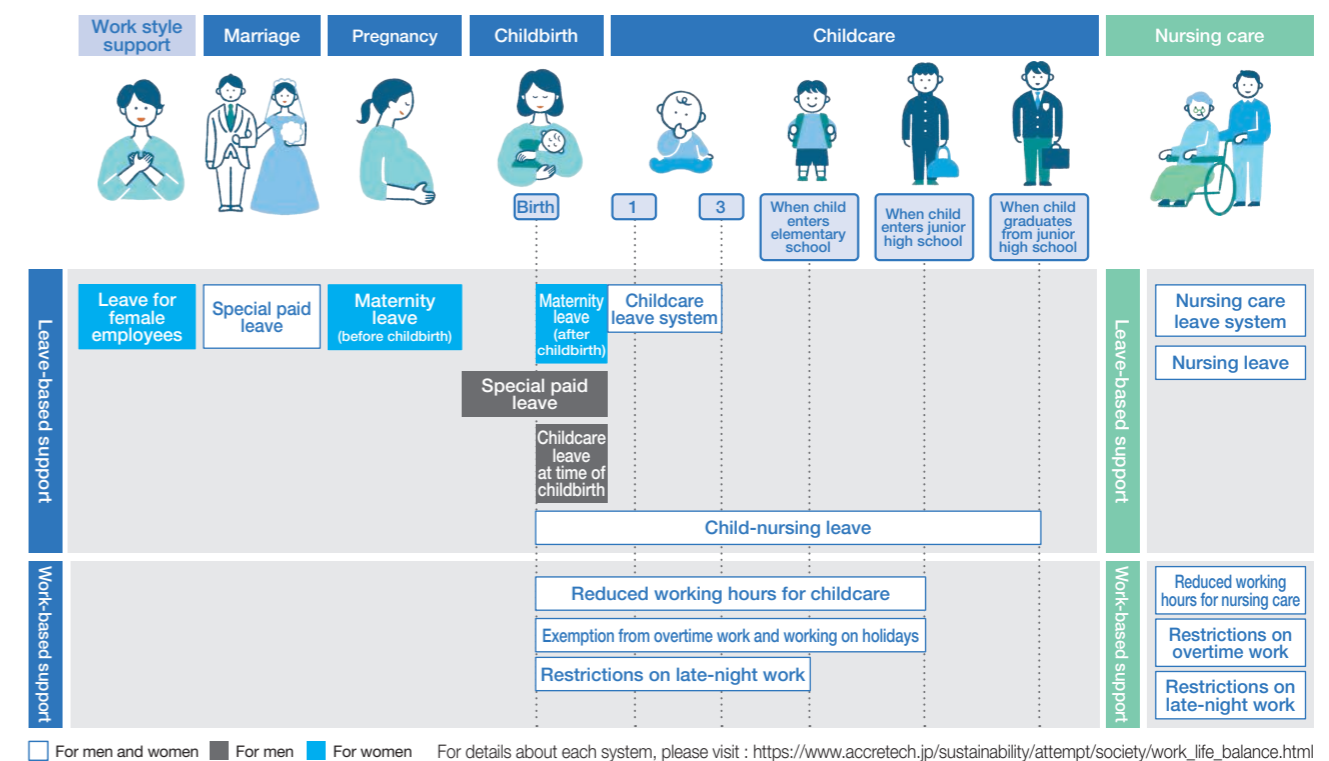 Work style
support
Marriage
Pregnancy
Childbirth
Childcare
Nursing care
Birth
1
3
When child
enters
elementary
school
When child
enters junior
high school
When child
graduates
from junior
high school
Leave-based support
Leave for
female
employees
Special paid
leave
Maternity
leave
(before childbirth)
Maternity
leave
(after
childbirth)
Childcare
leave system
Special paid
leave
Childcare
leave
at time of
childbirth
Child-nursing leave
Leave-based support
Nursing care
leave system
Nursing leave
Work-based support
Reduced working hours for childcare
Exemption from overtime work and working on holidays
Restrictions on late-night work
Work-based support
Reduced working
hours for nursing care
Restrictions on
overtime work
Restrictions on
late-night work
For men and women For men For women For details about each system, please visit : https://www.accretech.jp/sustainability/attempt/society/work_life_balance.html